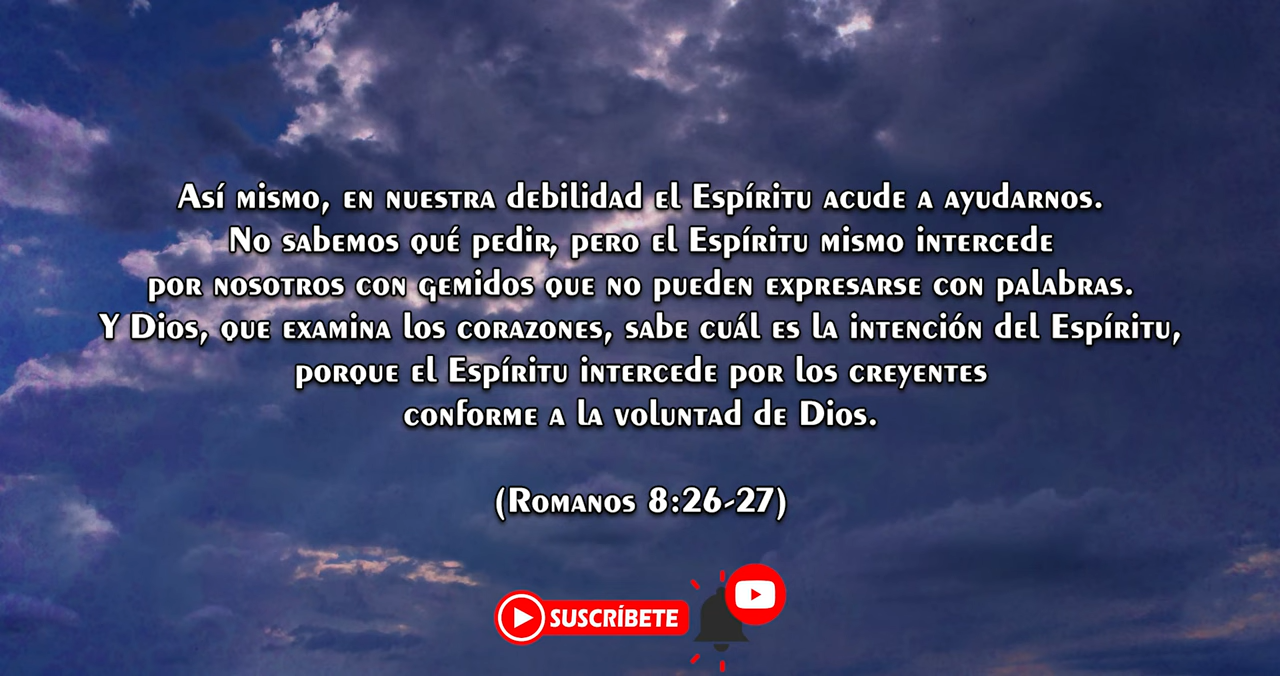 Así mismo, en nuestra debilidad el Espíritu acude a ayudarnos.
No sabemos qué pedir, pero el Espíritu mismo intercede
por nosotros con gemidos que no pueden expresarse con palabras.
Y Dios, que examina los corazones, sabe cuál es la intención del Espíritu,
porque el Espíritu intercede por los creyentes
conforme a la voluntad de Dios.
(Romanos 8:26-27)
SUSCRÍBETE